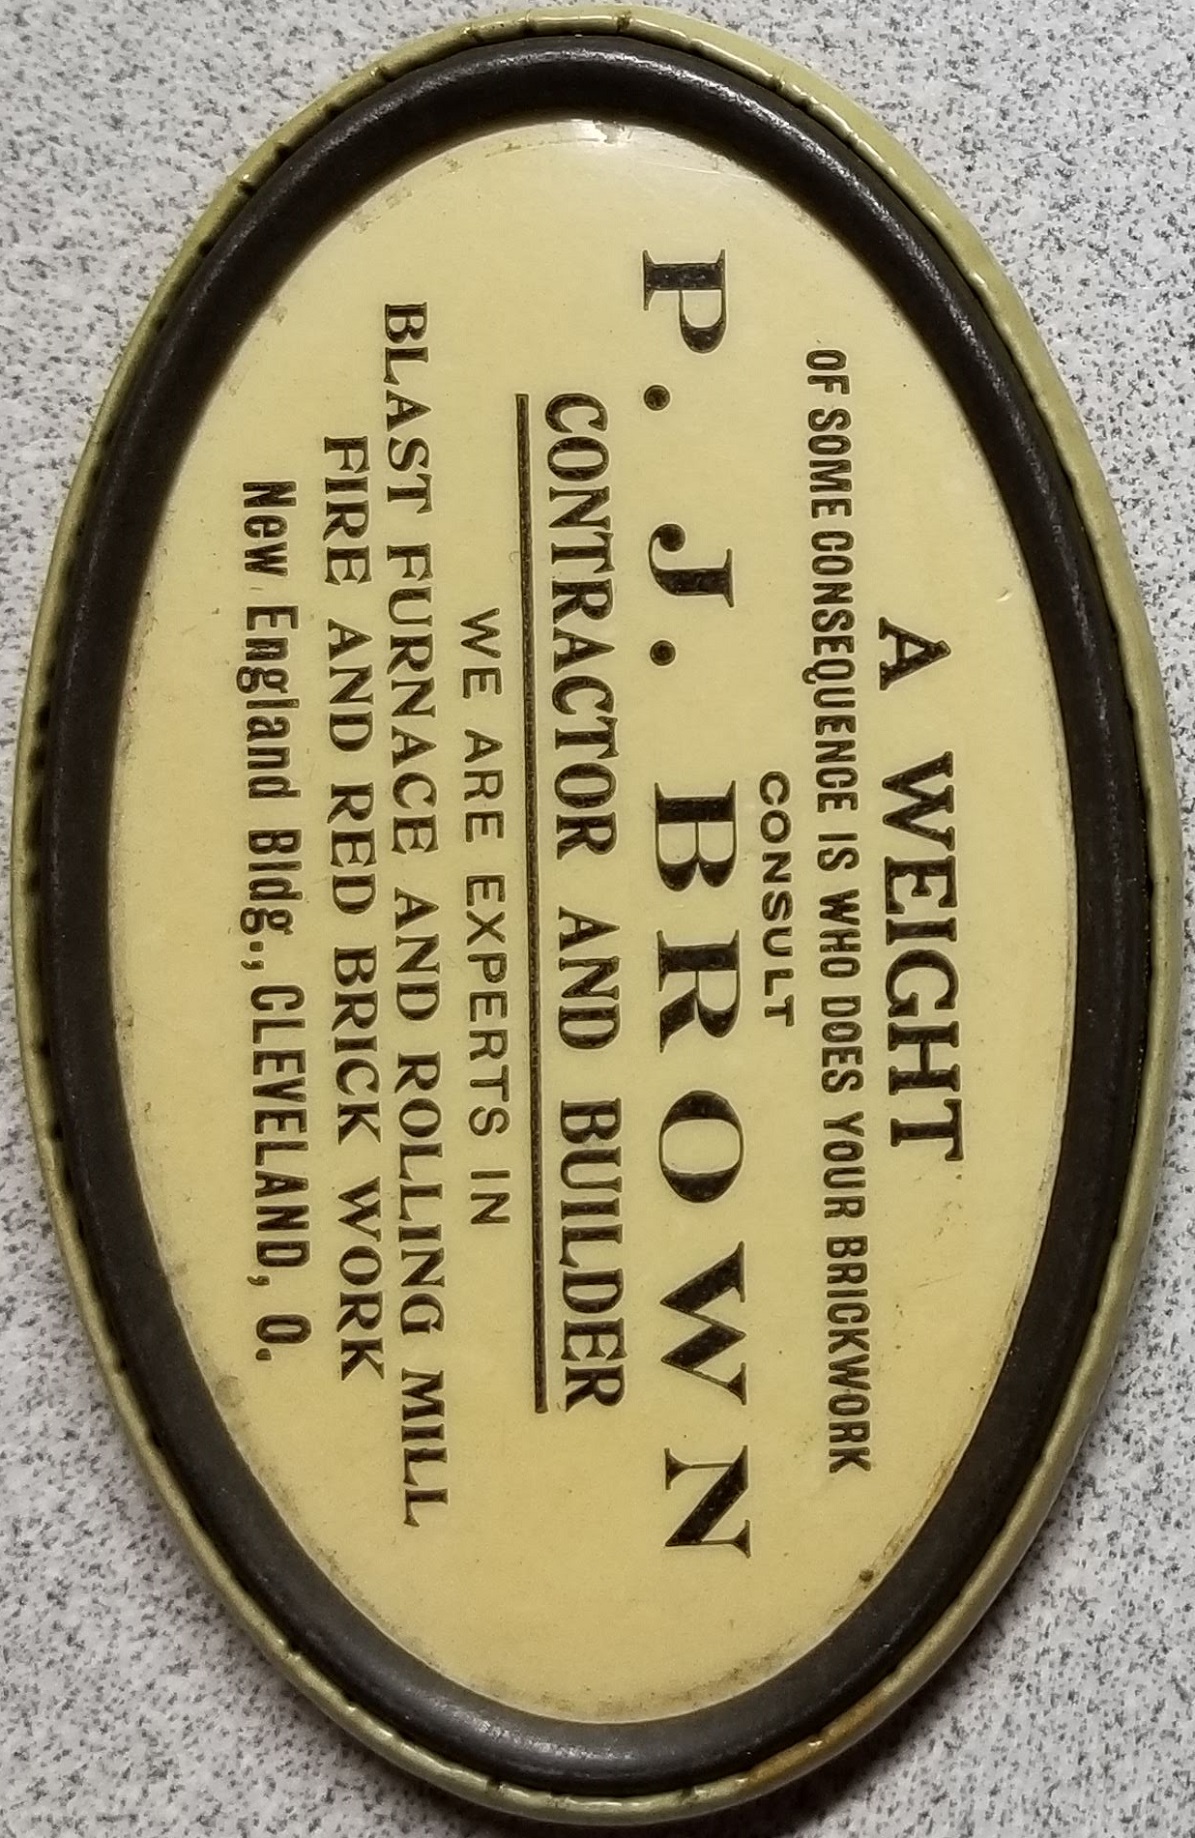 A WEIGHT
OF SOME CONSEQUENCE IS WHO DOES YOUR BRICKWORK
CONSULT
P. J. BROWN
CONTRACTOR AND BUILDER
WE ARE EXPERTS IN
BLAST FURNACE AND ROLLING MILL
FIRE AND RED BRICK WORK
New England Bldg., CLEVELAND, O.